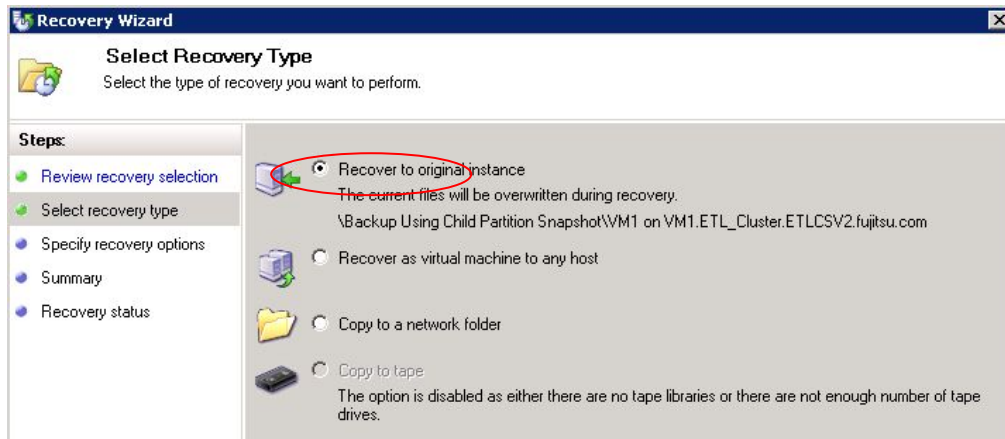 Recovery Wizard
Select Recovery Type
Select the type of recovery you want to perform.
Steps:
Review recovery selection
Select recovery type
Specify recovery options
Summary
Recovery status
Recover to original instance
The current files will be overwritten during recovery.
\Backup Using Child Partition Snapshot\VM1 on VM1.ETL_Cluster.ETLCSV2.fujitsu.com
Recover as virtual machine to any host
Copy to a network folder
Copy to tape
The option is disabled as either there are no tape libraries or there are not enough number of tape
drives.